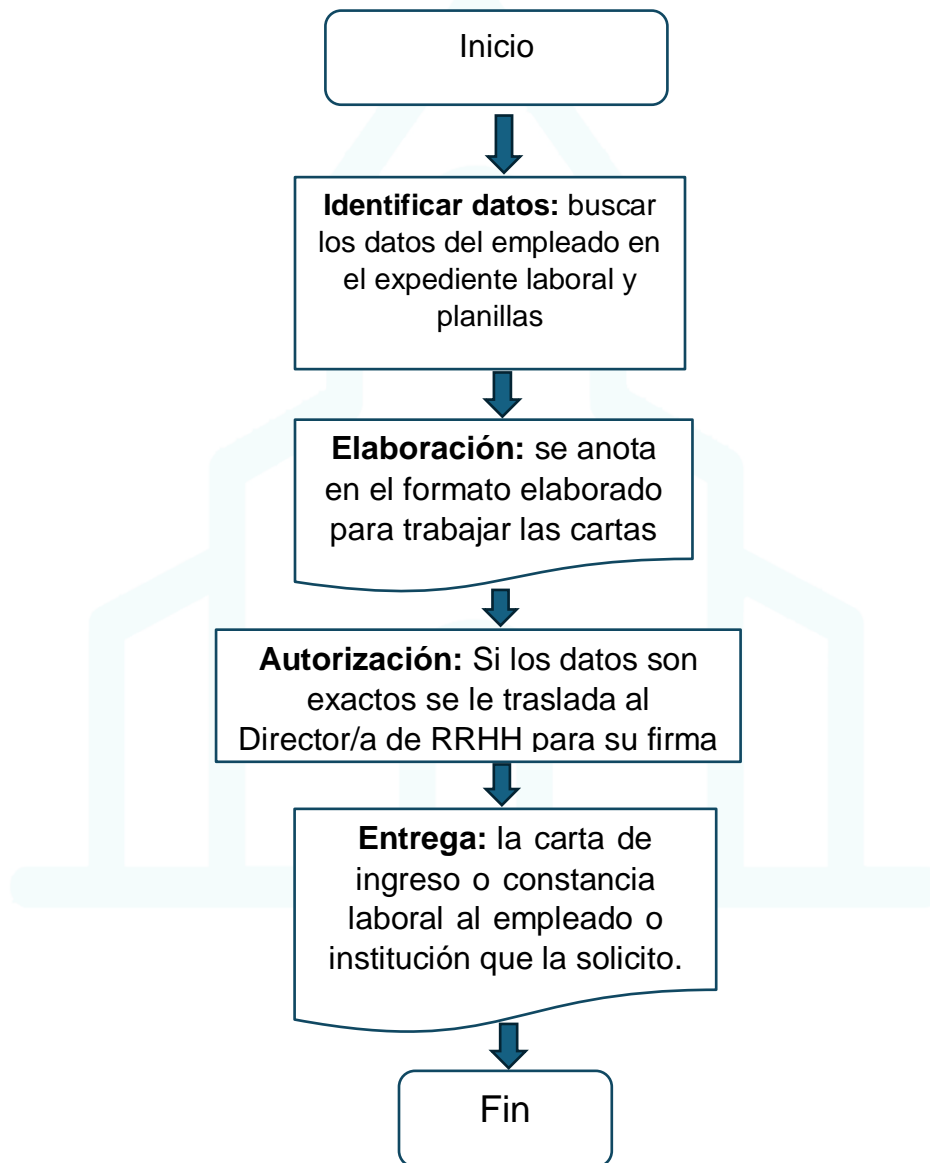 Inicio
Identificar datos: buscar
los datos del empleado en
el expediente laboral y
planillas
Elaboración: se anota
en el formato elaborado
para trabajar las cartas
Autorización: Si los datos son
exactos se le traslada al
Director/a de RRHH para su firma
Entrega: la carta de
ingreso o constancia
laboral al empleado o
institución que la solicito.
Fin